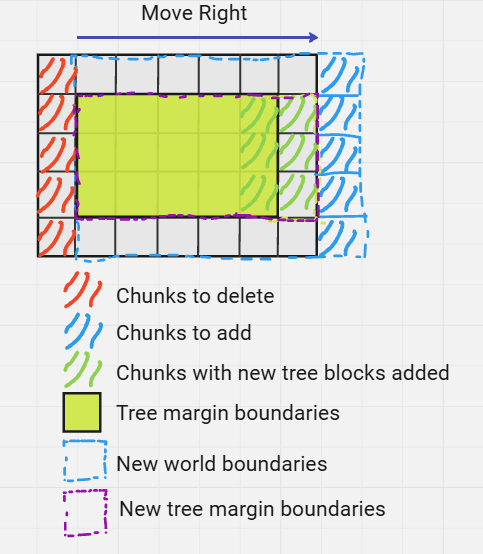 Move Right
Chunks to delete
Chunks to add
Chunks with new tree blocks added
Tree margin boundaries
New world boundaries
New tree margin boundaries